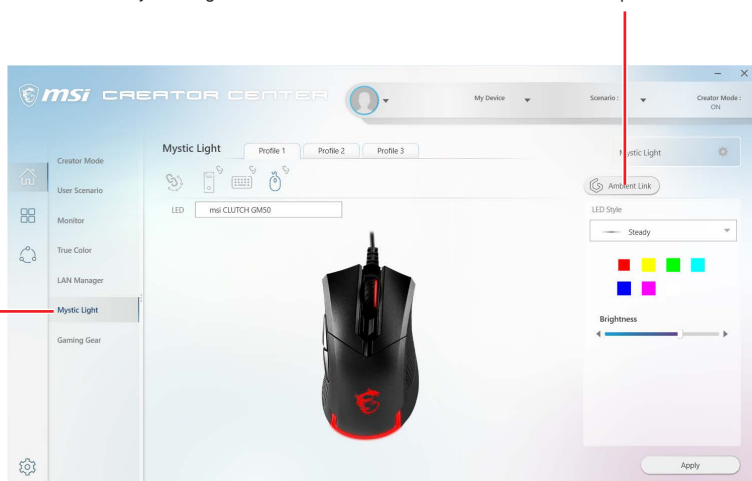 msi CREATOR CENTER
My Device
Scenario :
Creator Mode :
ON
Mystic Light
Profile 1
Profile 2
Profile 3
Mystic Light
Creator Mode
User Scenario
Monitor
True Color
LAN Manager
Mystic Light
Gaming Gear
LED
msi CLUTCH GM50
Ambient Link
LED Style
Steady
Brightness
Apply